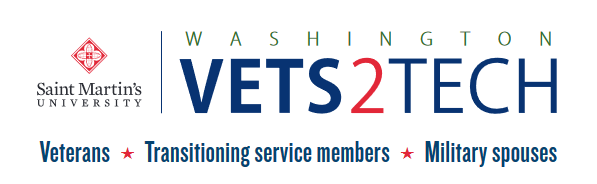 Saint Martin's
UNIVERSITY
WASHINGTON
VETS2TECH
Veterans ★ Transitioning service members ★ Military spouses